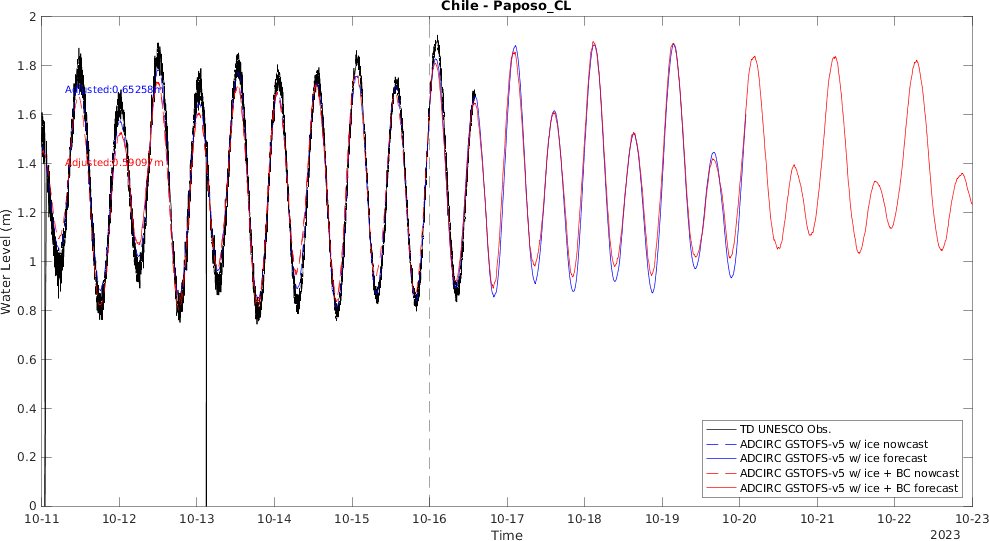 Chile - Paposo_CL
Water Level (m)
2
1.8
1.6
1.4
1.2
1
0.8
0.6
0.4
0.2
0
Adjusted:0.65258m
Adjusted:0.59097m
TD UNESCO Obs.
ADCIRC GSTOFS-v5 w/ ice nowcast
ADCIRC GSTOFS-v5 w/ ice forecast
ADCIRC GSTOFS-v5 w/ ice + BC nowcast
ADCIRC GSTOFS-v5 w/ ice + BC forecast
10-11 10-12 10-13 10-14 10-15 10-16 10-17 10-18 10-19 10-20 10-21 10-22 10-23
Time
2023